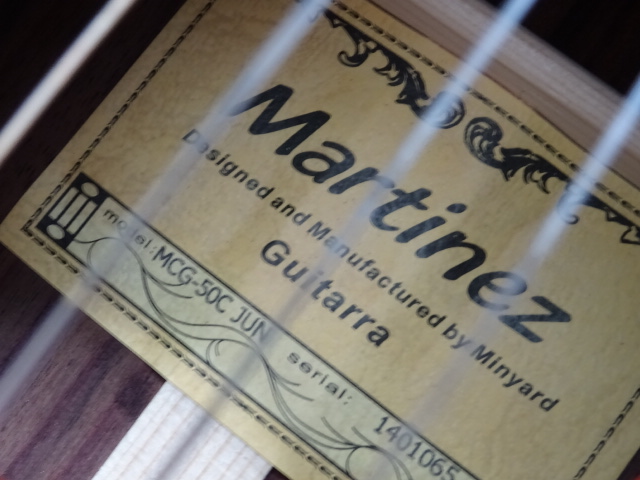 Martinez
Designed and Manufactured by Minyard
Guitarra
model: MCG-50C JUN
serial: 1401065